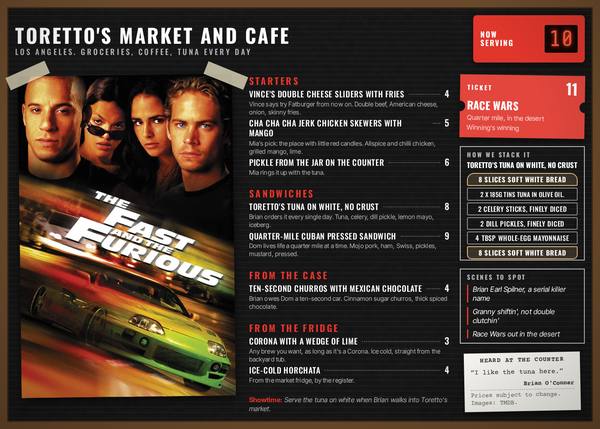 TORETTO'S MARKET AND CAFE
LOS ANGELES. GROCERIES, COFFEE, TUNA EVERY DAY
NOW
SERVING
10
THE
FAST
AND THE
FURIOUS
STARTERS
VINCE'S DOUBLE CHEESE SLIDERS WITH FRIES 4
Vince says try Fatburger from now on. Double beef, American cheese,
onion, skinny fries.
CHA CHA CHA JERK CHICKEN SKEWERS WITH 5
MANGO
Mia's pick: the place with little red candles. Allspice and chilli chicken,
grilled mango, lime.
PICKLE FROM THE JAR ON THE COUNTER 6
Mia rings it up with the tuna.
SANDWICHES
TORETTO'S TUNA ON WHITE, NO CRUST 8
Brian orders it every single day. Tuna, celery, dill pickle, lemon mayo,
iceberg.
QUARTER-MILE CUBAN PRESSED SANDWICH 9
Dom lives life a quarter mile at a time. Mojo pork, ham, Swiss, pickles,
mustard, pressed.
FROM THE CASE
TEN-SECOND CHURROS WITH MEXICAN CHOCOLATE 4
Brian owes Dom a ten-second car. Cinnamon sugar churros, thick spiced
chocolate.
FROM THE FRIDGE
CORONA WITH A WEDGE OF LIME 3
Any brew you want, as long as it's a Corona. Ice cold, straight from the
backyard tub.
ICE-COLD HORCHATA 4
From the market fridge, by the register.
Showtime: Serve the tuna on white when Brian walks into Toretto's
market.
TICKET 11
RACE WARS
Quarter mile, in the desert
Winning's winning
HOW WE STACK IT
TORETTO'S TUNA ON WHITE, NO CRUST
8 SLICES SOFT WHITE BREAD
2 X 185G TINS TUNA IN OLIVE OIL.
2 CELERY STICKS, FINELY DICED
2 DILL PICKLES, FINELY DICED
4 TBSP WHOLE-EGG MAYONNAISE
8 SLICES SOFT WHITE BREAD
SCENES TO SPOT
Brian Earl Spilner, a serial killer
name
Granny shiftin', not double
clutchin'
Race Wars out in the desert
HEARD AT THE COUNTER
"I like the tuna here."
Brian O'Conner
Prices subject to change.
Images: TMDB.